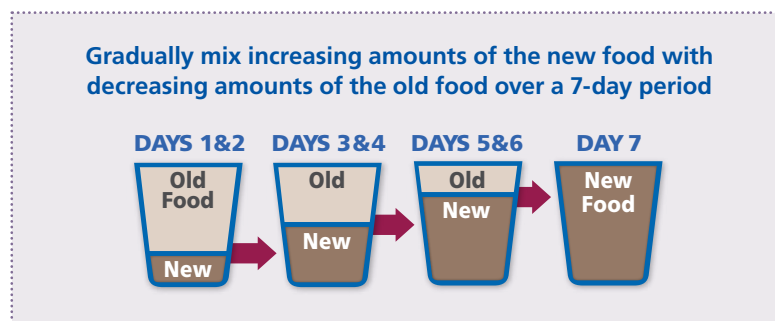 Gradually mix increasing amounts of the new food with
decreasing amounts of the old food over a 7-day period
DAYS 1&2
Old
Food
New
DAYS 3&4
Old
New
DAYS 5&6
Old
New
DAY 7
New
Food